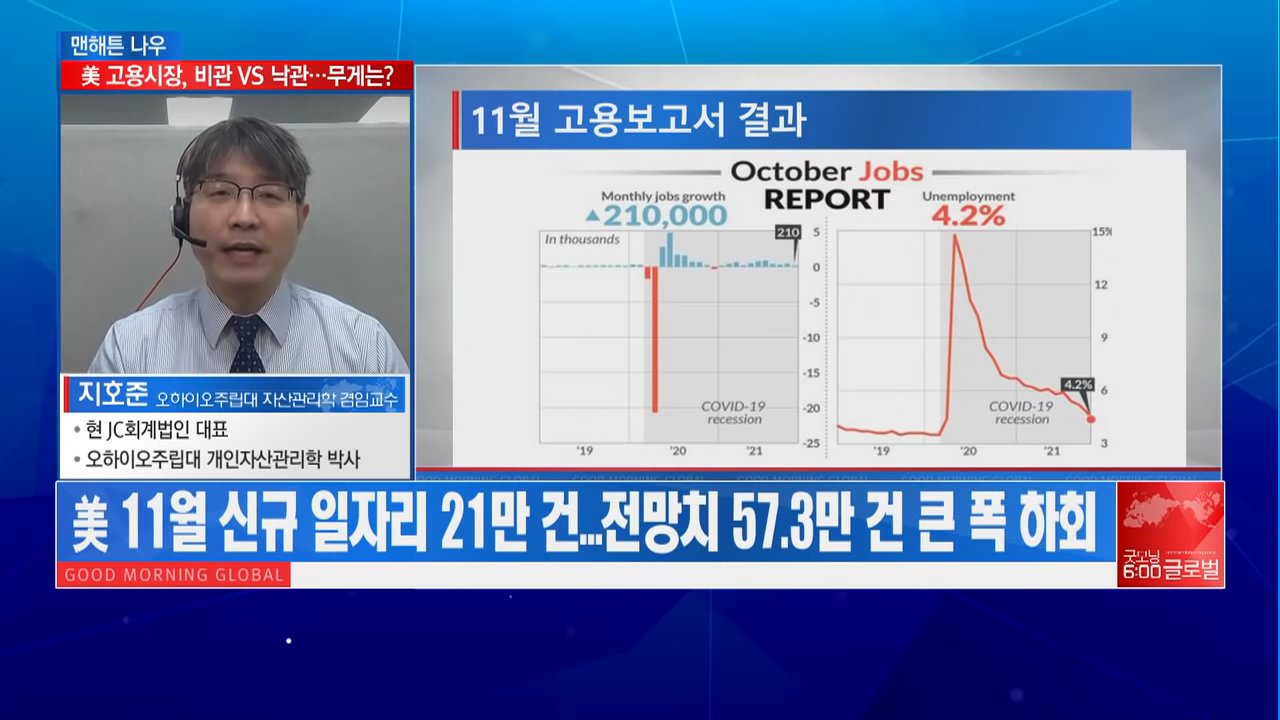 맨해튼 나우
美 고용시장, 비관 VS 낙관…무게는?
11월 고용보고서 결과
October Jobs
REPORT
Monthly jobs growth
▲210,000
Unemployment
4.2%
In thousands
210
5
0
-5
-10
-15
-20
-25
COVID-19
recession
'19
'20
'21
15%
12
9
6
3
4.2%
COVID-19
recession
'19
'20
'21
지호준 오하이오주립대 자산관리학 겸임교수
• 현 JC회계법인 대표
• 오하이오주립대 개인자산관리학 박사
美 11월 신규 일자리 21만 건...전망치 57.3만 건 큰 폭 하회
GOOD MORNING GLOBAL
굿모닝
6:00 글로벌